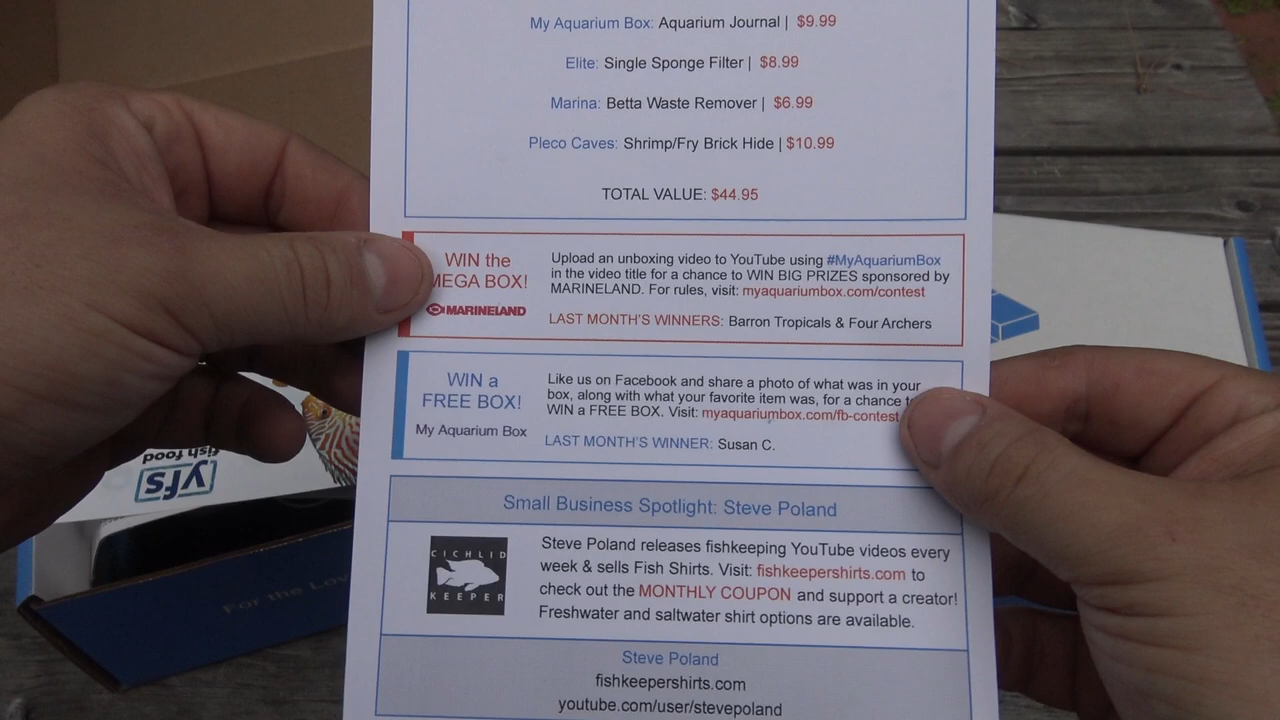 My Aquarium Box: Aquarium Journal | $9.99
Elite: Single Sponge Filter | $8.99
Marina: Betta Waste Remover | $6.99
Pleco Caves: Shrimp/Fry Brick Hide | $10.99
TOTAL VALUE: $44.95
WIN the
MEGA BOX!
MARINELAND
Upload an unboxing video to YouTube using #MyAquariumBox
in the video title for a chance to WIN BIG PRIZES sponsored by
MARINELAND. For rules, visit: myaquariumbox.com/contest
LAST MONTH'S WINNERS: Barron Tropicals & Four Archers
WIN a
FREE BOX!
My Aquarium Box
Like us on Facebook and share a photo of what was in your
box, along with what your favorite item was, for a chance to
WIN a FREE BOX. Visit: myaquariumbox.com/fb-contest
LAST MONTH'S WINNER: Susan C.
Small Business Spotlight: Steve Poland
CICHLID
KEEPER
Steve Poland releases fishkeeping YouTube videos every
week & sells Fish Shirts. Visit: fishkeepershirts.com to
check out the MONTHLY COUPON and support a creator!
Freshwater and saltwater shirt options are available.
Steve Poland
fishkeepershirts.com
youtube.com/user/stevepoland
yfs
fish food
For the